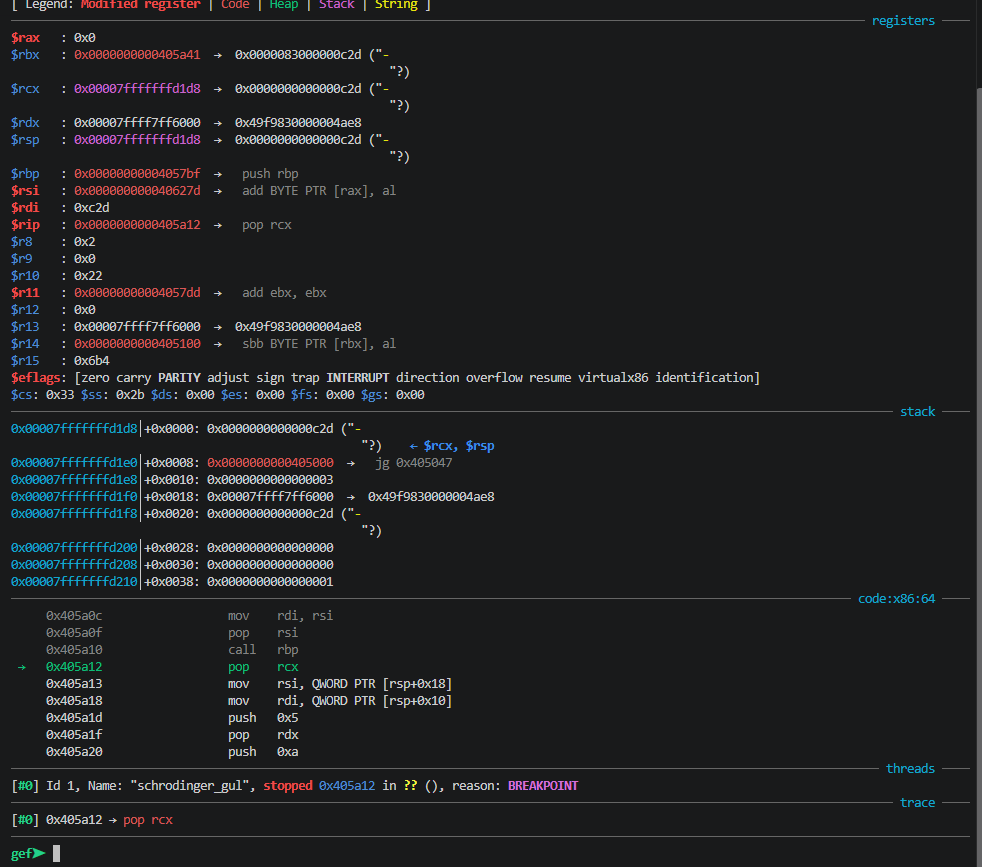 [ Legend: Modified register | Code | Heap | Stack | String ]
registers
$rax : 0x0
$rbx : 0x0000000000405a41 → 0x0000083000000c2d ("-
"?)
$rcx : 0x00007fffffffd1d8 → 0x0000000000000c2d ("-
"?)
$rdx : 0x00007ffff7ff6000 → 0x49f9830000004ae8
$rsp : 0x00007fffffffd1d8 → 0x0000000000000c2d ("-
"?)
$rbp : 0x00000000004057bf → push rbp
$rsi : 0x000000000040627d → add BYTE PTR [rax], al
$rdi : 0xc2d
$rip : 0x0000000000405a12 → pop rcx
$r8 : 0x2
$r9 : 0x0
$r10 : 0x22
$r11 : 0x00000000004057dd → add ebx, ebx
$r12 : 0x0
$r13 : 0x00007ffff7ff6000 → 0x49f9830000004ae8
$r14 : 0x0000000000405100 → sbb BYTE PTR [rbx], al
$r15 : 0x6b4
$eflags: [zero carry PARITY adjust sign trap INTERRUPT direction overflow resume virtualx86 identification]
$cs: 0x33 $ss: 0x2b $ds: 0x00 $es: 0x00 $fs: 0x00 $gs: 0x00
stack
0x00007fffffffd1d8│+0x0000: 0x0000000000000c2d ("-
"?) ← $rcx, $rsp
0x00007fffffffd1e0│+0x0008: 0x0000000000405000 → jg 0x405047
0x00007fffffffd1e8│+0x0010: 0x0000000000000003
0x00007fffffffd1f0│+0x0018: 0x00007ffff7ff6000 → 0x49f9830000004ae8
0x00007fffffffd1f8│+0x0020: 0x0000000000000c2d ("-
"?)
0x00007fffffffd200│+0x0028: 0x0000000000000000
0x00007fffffffd208│+0x0030: 0x0000000000000000
0x00007fffffffd210│+0x0038: 0x0000000000000001
code:x86:64
0x405a0c mov rdi, rsi
0x405a0f pop rsi
0x405a10 call rbp
→ 0x405a12 pop rcx
0x405a13 mov rsi, QWORD PTR [rsp+0x18]
0x405a18 mov rdi, QWORD PTR [rsp+0x10]
0x405a1d push 0x5
0x405a1f pop rdx
0x405a20 push 0xa
threads
[#0] Id 1, Name: "schrodinger_gul", stopped 0x405a12 in ?? (), reason: BREAKPOINT
trace
[#0] 0x405a12 → pop rcx
gef➤